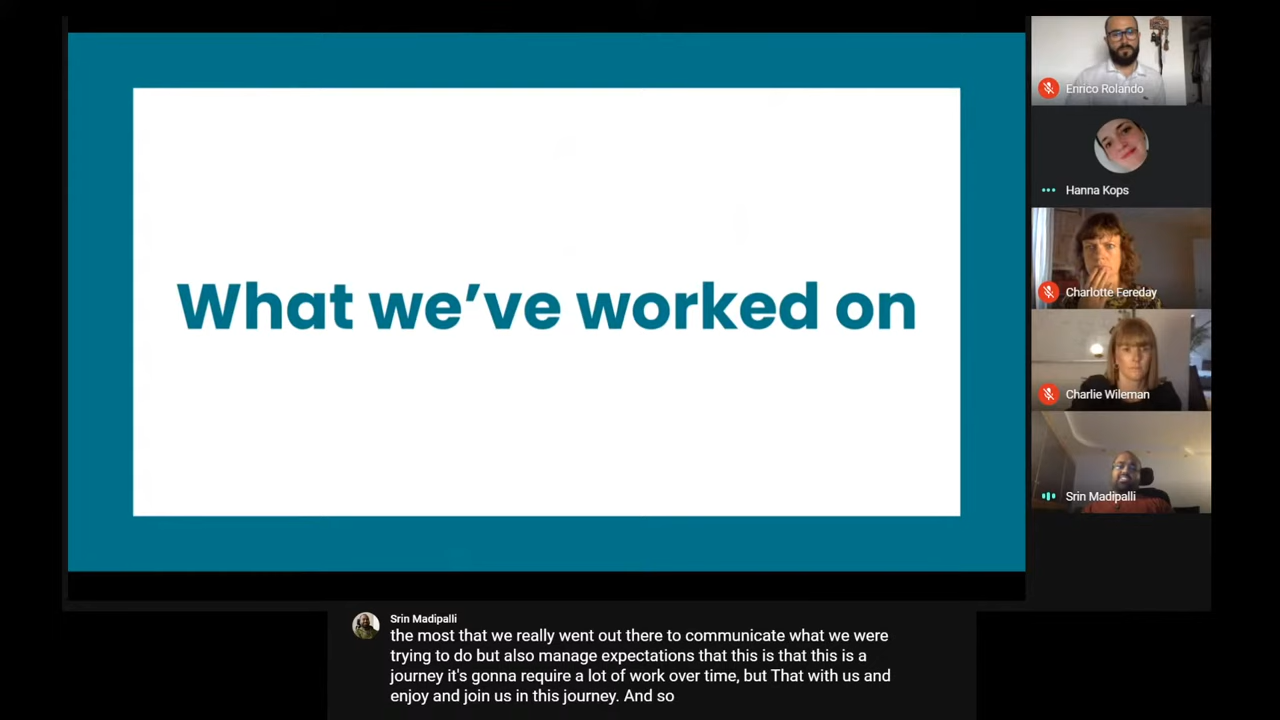 What we’ve worked on
Enrico Rolando
Hanna Kops
Charlotte Fereday
Charlie Wileman
Srin Madipalli
Srin Madipalli
the most that we really went out there to communicate what we were
trying to do but also manage expectations that this is that this is a
journey it's gonna require a lot of work over time, but That with us and
enjoy and join us in this journey. And so